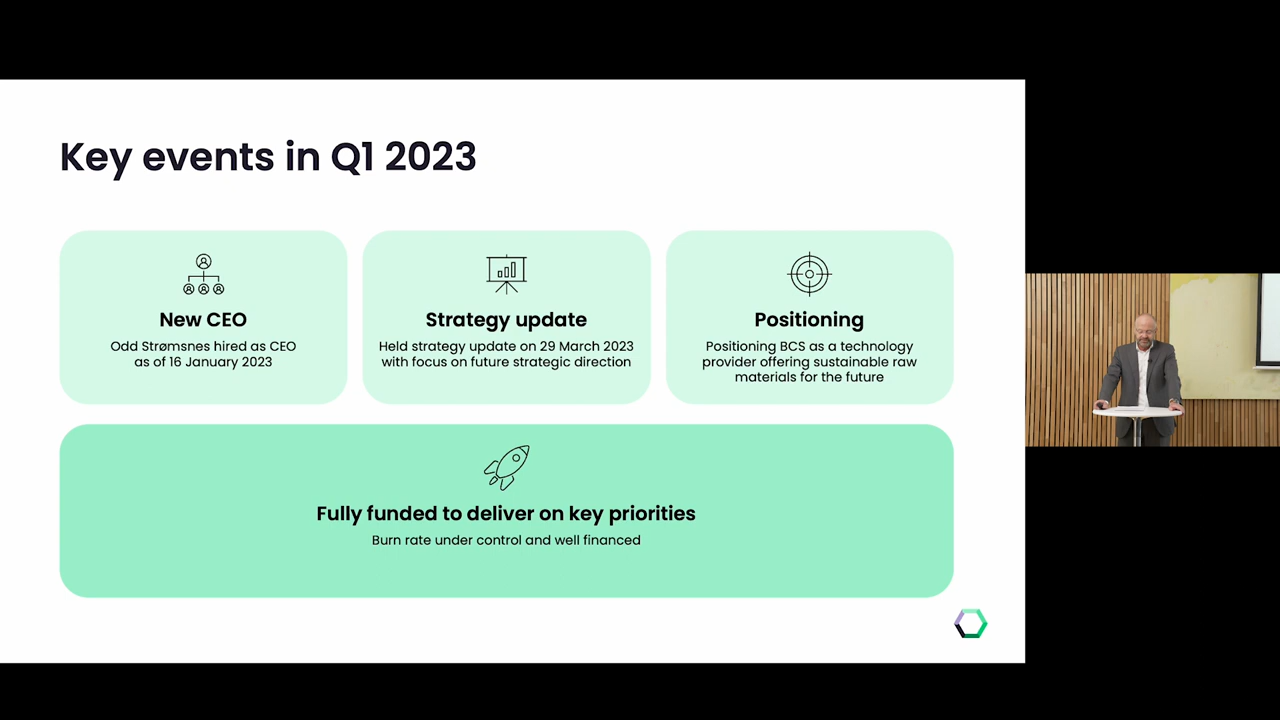 Key events in Q1 2023
New CEO
Odd Strømsnes hired as CEO
as of 16 January 2023
Strategy update
Held strategy update on 29 March 2023
with focus on future strategic direction
Positioning
Positioning BCS as a technology
provider offering sustainable raw
materials for the future
Fully funded to deliver on key priorities
Burn rate under control and well financed